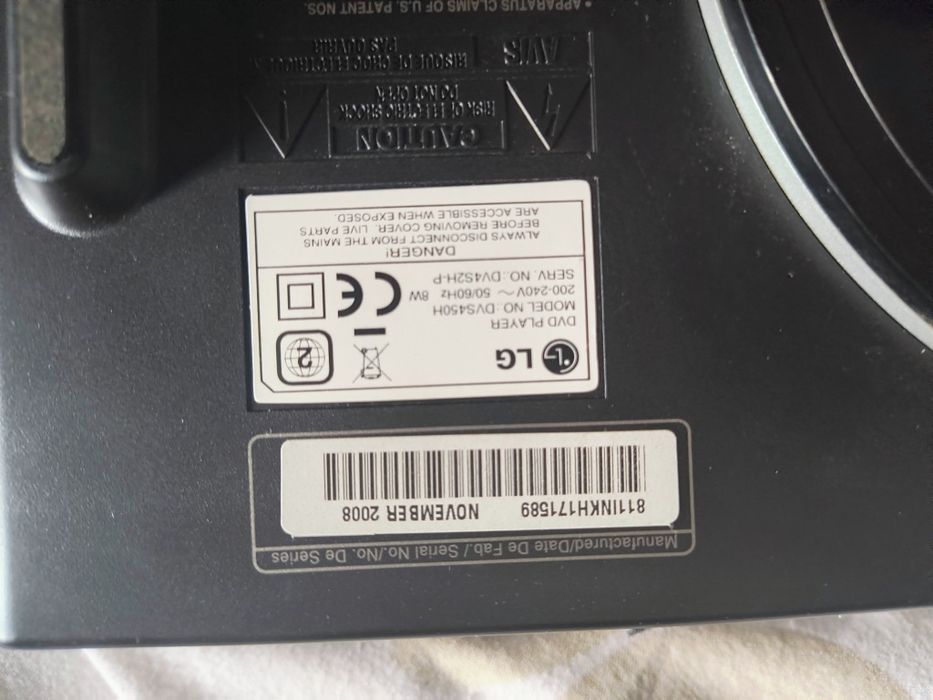 Manufactured/Date De Fab./ Serial No./No. De Series
811INKH171589 NOVEMBER 2008
LG
2
DVD PLAYER
MODEL NO.:DVS450H
200-240V ~ 50/60Hz 8W
SERV. NO.:DV4S2H-P
CE
DANGER!
ALWAYS DISCONNECT FROM THE MAINS
BEFORE REMOVING COVER. LIVE PARTS
ARE ACCESSIBLE WHEN EXPOSED.
CAUTION
RISK OF ELECTRIC SHOCK
DO NOT OPEN
AVIS
RISQUE DE CHOC ELECTRIQUE
PAS OUVRIR
* APPARATUS CLAIMS OF U.S. PATENT NOS.